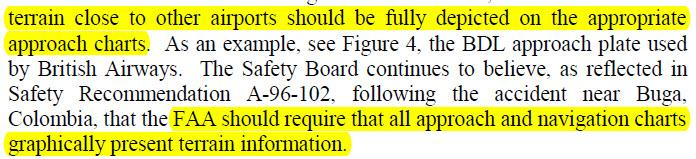 terrain close to other airports should be fully depicted on the appropriate
approach charts. As an example, see Figure 4, the BDL approach plate used
by British Airways. The Safety Board continues to believe, as reflected in
Safety Recommendation A-96-102, following the accident near Buga,
Colombia, that the FAA should require that all approach and navigation charts
graphically present terrain information.